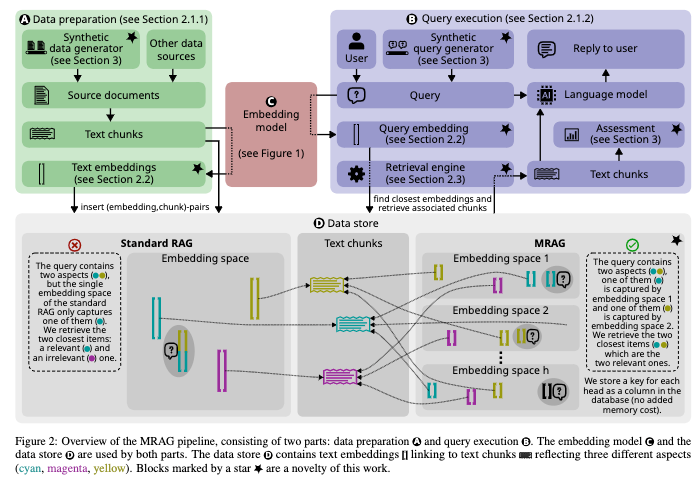 A Data preparation (see Section 2.1.1)
Synthetic
data generator
(see Section 3)
Other data
sources
Source documents
Text chunks
Text embeddings
(see Section 2.2)
C
Embedding
model
(see Figure 1)
B Query execution (see Section 2.1.2)
User
Synthetic
query generator
(see Section 3)
Reply to user
Query
AI Language model
Query embedding
(see Section 2.2)
Assessment
(see Section 3)
Retrieval engine
(see Section 2.3)
Text chunks
insert (embedding,chunk)-pairs
find closest embeddings and
retrieve associated chunks
D Data store
Standard RAG
The query contains
two aspects (),
but the single
embedding space
of the standard
RAG only captures
one of them ().
We retrieve the
two closest items:
a relevant () and
an irrelevant () one.
Embedding space
Text chunks
MRAG
Embedding space 1
Embedding space 2
Embedding space h
The query contains
two aspects (),
one of them ()
is captured by
embedding space 1
and one of them ()
is captured by
embedding space 2.
We retrieve the two
closest items ()
which are the
two relevant ones.
We store a key for each
head as a column in the
database (no added
memory cost).
Figure 2: Overview of the MRAG pipeline, consisting of two parts: data preparation A and query execution B. The embedding model C and the
data store D are used by both parts. The data store D contains text embeddings [] linking to text chunks reflecting three different aspects
(cyan, magenta, yellow). Blocks marked by a star ★ are a novelty of this work.